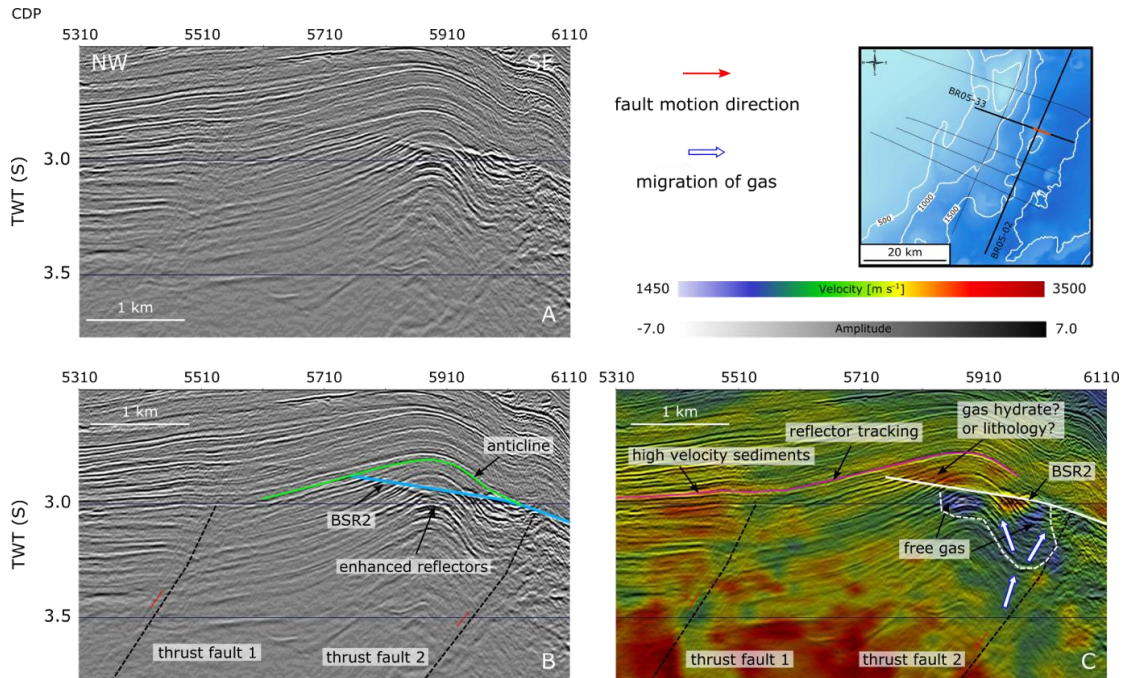 CDP
5310 5510 5710 5910 6110
NW SE
TWT (S)
3.0
3.5
1 km
A
fault motion direction
migration of gas
BR05-33
BR05-02
500
1000
1500
20 km
1450 Velocity [m s⁻¹] 3500
-7.0 Amplitude 7.0
5310 5510 5710 5910 6110
1 km
anticline
TWT (S)
3.0
BSR2
enhanced reflectors
3.5
thrust fault 1
thrust fault 2
B
5310 5510 5710 5910 6110
1 km
gas hydrate?
or lithology?
reflector tracking
high velocity sediments
BSR2
free gas
thrust fault 1
thrust fault 2
C